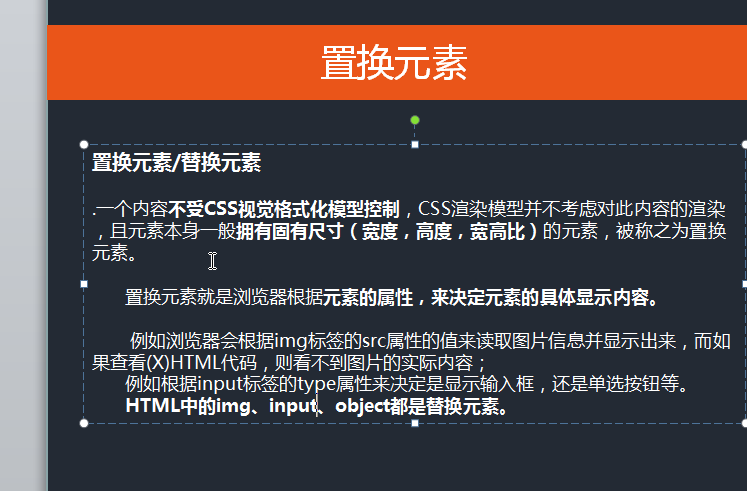 置换元素
置换元素/替换元素
.一个内容不受CSS视觉格式化模型控制，CSS渲染模型并不考虑对此内容的渲染
，且元素本身一般拥有固有尺寸（宽度，高度，宽高比）的元素，被称之为置换
元素。
置换元素就是浏览器根据元素的属性，来决定元素的具体显示内容。
例如浏览器会根据img标签的src属性的值来读取图片信息并显示出来，而如
果查看(X)HTML代码，则看不到图片的实际内容；
例如根据input标签的type属性来决定是显示输入框，还是单选按钮等。
HTML中的img、input、object都是替换元素。